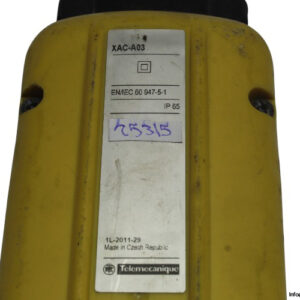 XAC-A03
EN/IEC 60 947-5-1
IP 65
25315
1L-2011-29
Made in Czech Republic
Telemecanique